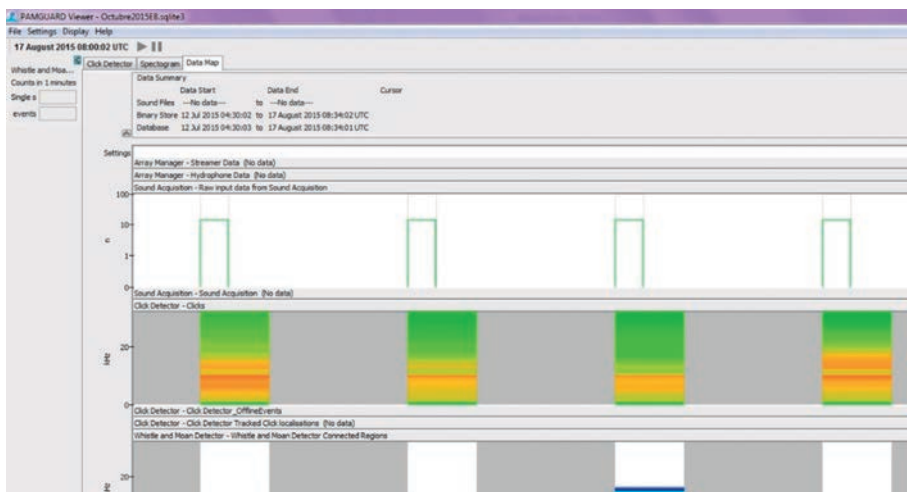 PAMGUARD Viewer - Octubre2015EB.sqlite3
File Settings Display Help
17 August 2015 08:00:02 UTC
Whistle and Moa...
Counts in 1 minutes
Single s
events
Click Detector Spectogram Data Map
Data Summary
Data Start Data End Cursor
Sound Files ---No data--- to ---No data---
Binary Store 12 Jul 2015 04:30:02 to 17 August 2015 08:34:02 UTC
Database 12 Jul 2015 04:30:03 to 17 August 2015 08:34:01 UTC
Settings
Array Manager - Streamer Data (No data)
Array Manager - Hydrophone Data (No data)
Sound Acquisition - Raw input data from Sound Acquisition
100
10
n
1
0
Sound Acquisition - Sound Acquisition (No data)
Click Detector - Clicks
20
kHz
0
Click Detector - Click Detector_OfflineEvents
Click Detector - Click Detector Tracked Click localisations (No data)
Whistle and Moan Detector - Whistle and Moan Detector Connected Regions
20
Hz